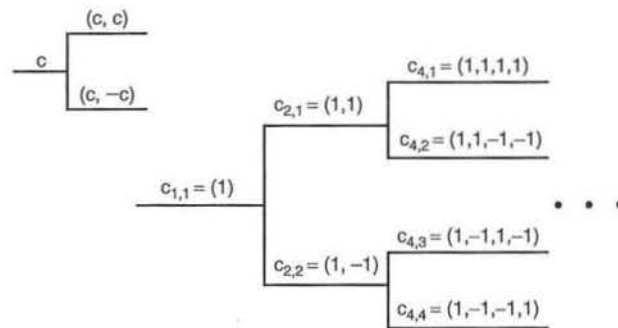 (c, c)
c
(c, −c)
c4,1 = (1,1,1,1)
c2,1 = (1,1)
c4,2 = (1,1,−1,−1)
c1,1 = (1)
c4,3 = (1,−1,1,−1)
c2,2 = (1, −1)
c4,4 = (1,−1,−1,1)